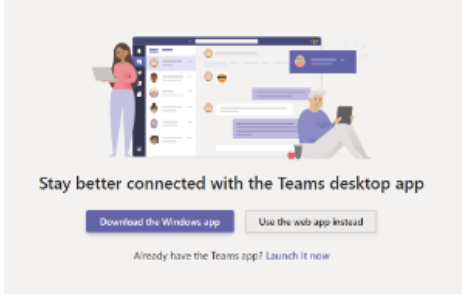 Stay better connected with the Teams desktop app
Download the Windows app
Use the web app instead
Already have the Teams app? Launch it now